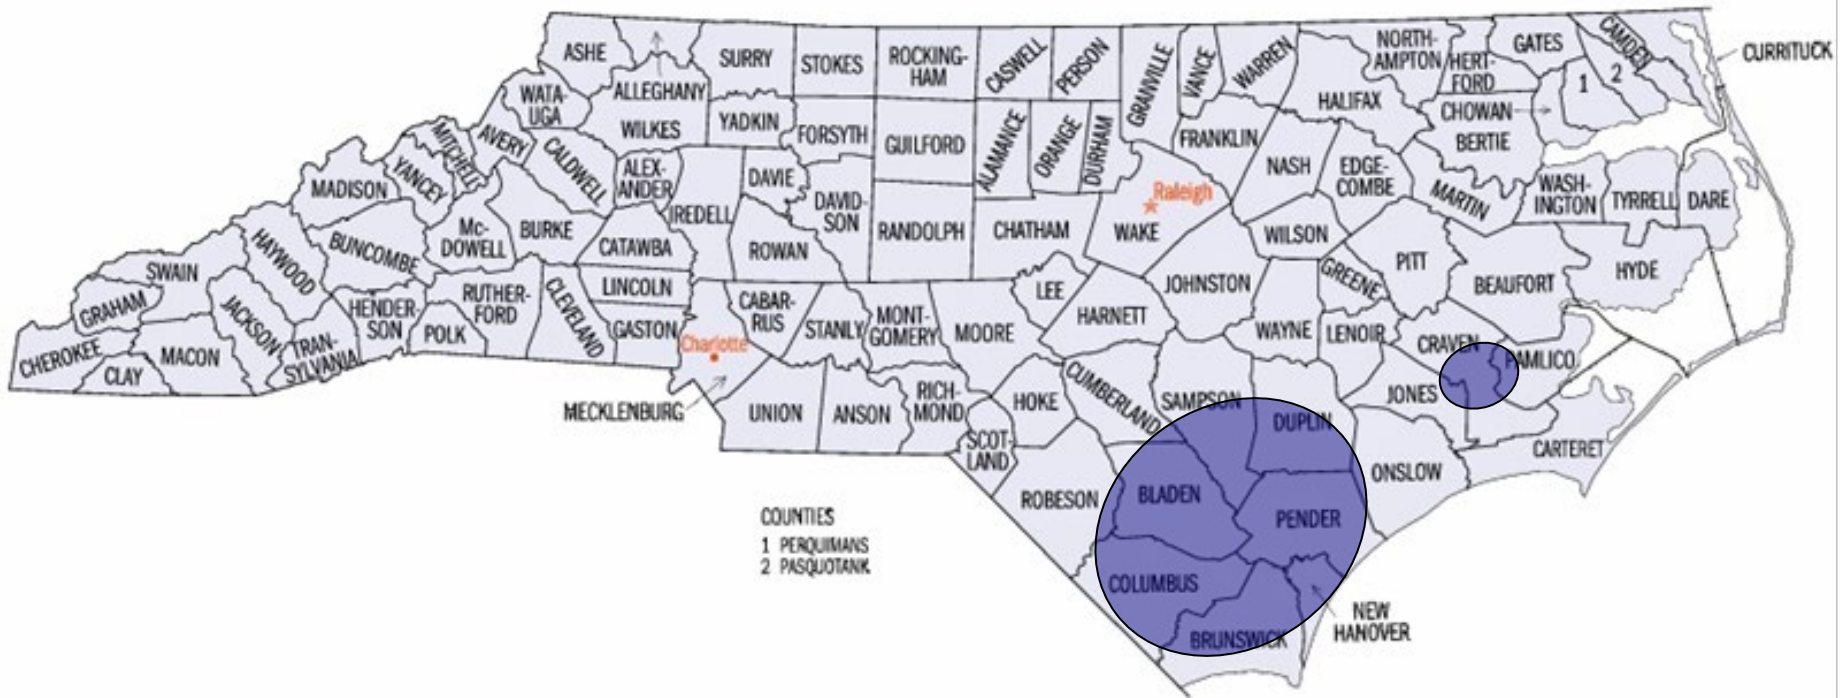 ASHE
SURRY
STOKES
ROCKING-
HAM
CASWELL
PERSON
GRANVILLE
VANCE
WARREN
NORTH-
AMPTON
HERT-
FORD
GATES
CAMDEN
CURRITUCK
1
2
WATA-
UGA
ALLEGHANY
WILKES
YADKIN
FORSYTH
GUILFORD
ALAMANCE
ORANGE
DURHAM
FRANKLIN
HALIFAX
CHOWAN
BERTIE
MITCHELL
AVERY
CALDWELL
ALEX-
ANDER
DAVIE
NASH
EDGE-
COMBE
MARTIN
WASH-
INGTON
TYRRELL
DARE
MADISON
YANCEY
IREDELL
DAVID-
SON
RANDOLPH
CHATHAM
Raleigh
WAKE
WILSON
HAYWOOD
BUNCOMBE
Mc-
DOWELL
BURKE
CATAWBA
ROWAN
JOHNSTON
GREENE
PITT
BEAUFORT
HYDE
SWAIN
GRAHAM
JACKSON
HENDER-
SON
RUTHER-
FORD
POLK
CLEVELAND
LINCOLN
GASTON
CABAR-
RUS
STANLY
MONT-
GOMERY
MOORE
LEE
HARNETT
WAYNE
LENOIR
CRAVEN
PAMLICO
CHEROKEE
CLAY
MACON
TRAN-
SYLVANIA
Charlotte
MECKLENBURG
UNION
ANSON
RICH-
MOND
SCOT-
LAND
HOKE
CUMBERLAND
SAMPSON
DUPLIN
JONES
CARTERET
ONSLOW
ROBESON
BLADEN
PENDER
COLUMBUS
BRUNSWICK
NEW
HANOVER
COUNTIES
1 PERQUIMANS
2 PASQUOTANK